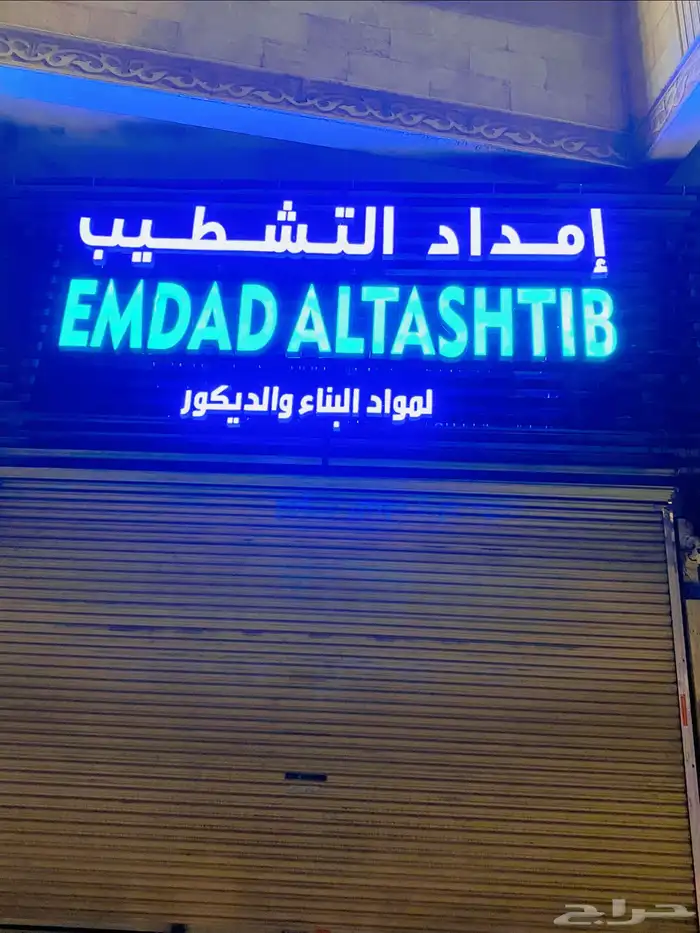 إمداد التشطيب
EMDAD ALTASHTIB
لمواد البناء والديكور
حراج